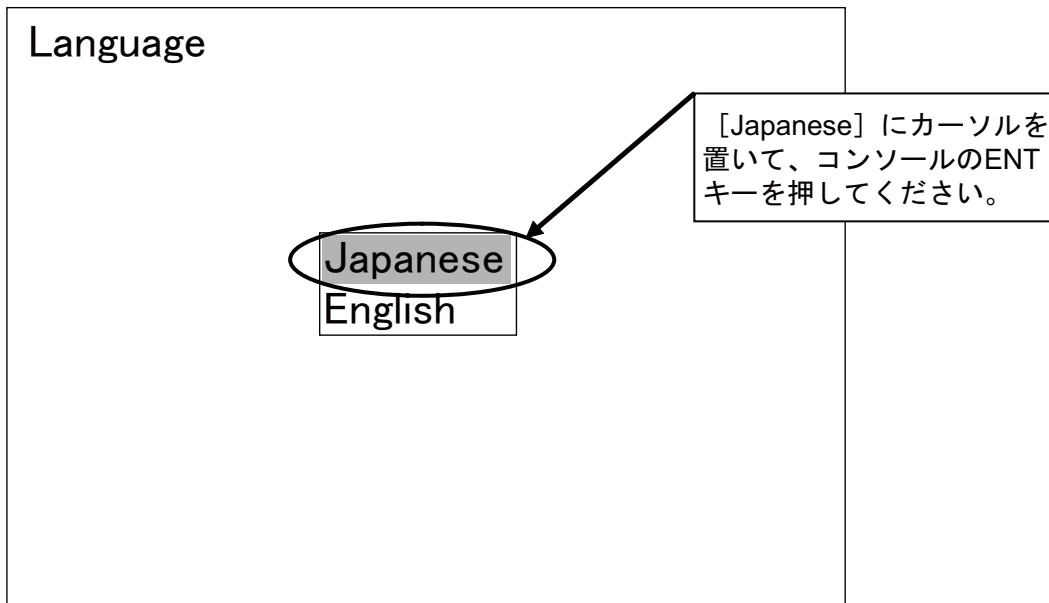 Language
［Japanese］にカーソルを
置いて、コンソールのENT
キーを押してください。
Japanese
English